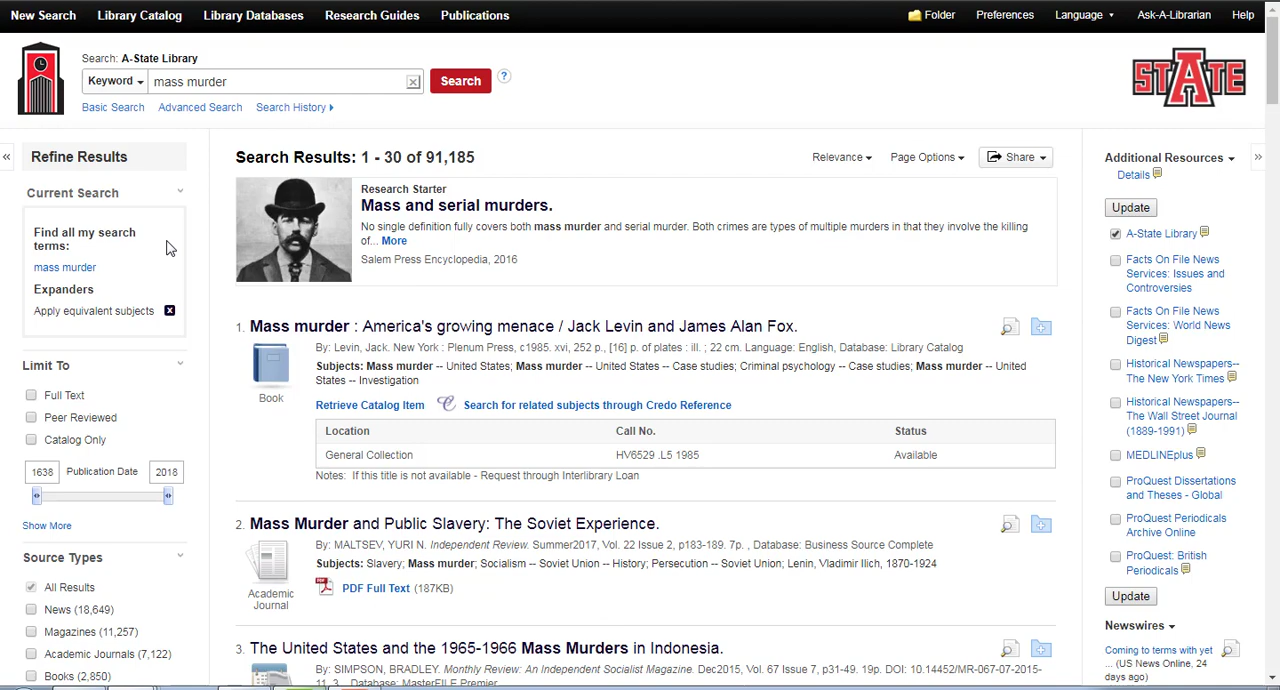 New Search Library Catalog Library Databases Research Guides Publications Folder Preferences Language Ask-A-Librarian Help
Search: A-State Library
Keyword mass murder Search ?
Basic Search Advanced Search Search History
STATE
Refine Results
Current Search
Find all my search
terms:
mass murder
Expanders
Apply equivalent subjects
Limit To
Full Text
Peer Reviewed
Catalog Only
1638 Publication Date 2018
Show More
Source Types
All Results
News (18,649)
Magazines (11,257)
Academic Journals (7,122)
Books (2,850)
Search Results: 1 - 30 of 91,185
Relevance Page Options Share
Research Starter
Mass and serial murders.
No single definition fully covers both mass murder and serial murder. Both crimes are types of multiple murders in that they involve the killing
of... More
Salem Press Encyclopedia, 2016
1. Mass murder : America's growing menace / Jack Levin and James Alan Fox.
By: Levin, Jack. New York : Plenum Press, c1985. xvi, 252 p., [16] p. of plates : ill. ; 22 cm. Language: English, Database: Library Catalog
Subjects: Mass murder -- United States; Mass murder -- United States -- Case studies; Criminal psychology -- Case studies; Mass murder -- United
States -- Investigation
Book
Retrieve Catalog Item Search for related subjects through Credo Reference
Location Call No. Status
General Collection HV6529 .L5 1985 Available
Notes: If this title is not available - Request through Interlibrary Loan
2. Mass Murder and Public Slavery: The Soviet Experience.
By: MALTSEV, YURI N. Independent Review. Summer2017, Vol. 22 Issue 2, p183-189. 7p. , Database: Business Source Complete
Subjects: Slavery; Mass murder; Socialism -- Soviet Union -- History; Persecution -- Soviet Union; Lenin, Vladimir Ilich, 1870-1924
Academic
Journal
PDF Full Text (187KB)
3. The United States and the 1965-1966 Mass Murders in Indonesia.
By: SIMPSON, BRADLEY. Monthly Review: An Independent Socialist Magazine. Dec2015, Vol. 67 Issue 7, p31-49. 19p. DOI: 10.14452/MR-067-07-2015-
11_3. , Database: MasterFILE Premier
Additional Resources
Details
Update
A-State Library
Facts On File News
Services: Issues and
Controversies
Facts On File News
Services: World News
Digest
Historical Newspapers--
The New York Times
Historical Newspapers--
The Wall Street Journal
(1889-1991)
MEDLINEplus
ProQuest Dissertations
and Theses - Global
ProQuest Periodicals
Archive Online
ProQuest: British
Periodicals
Update
Newswires
Coming to terms with yet
... (US News Online, 24
days ago)